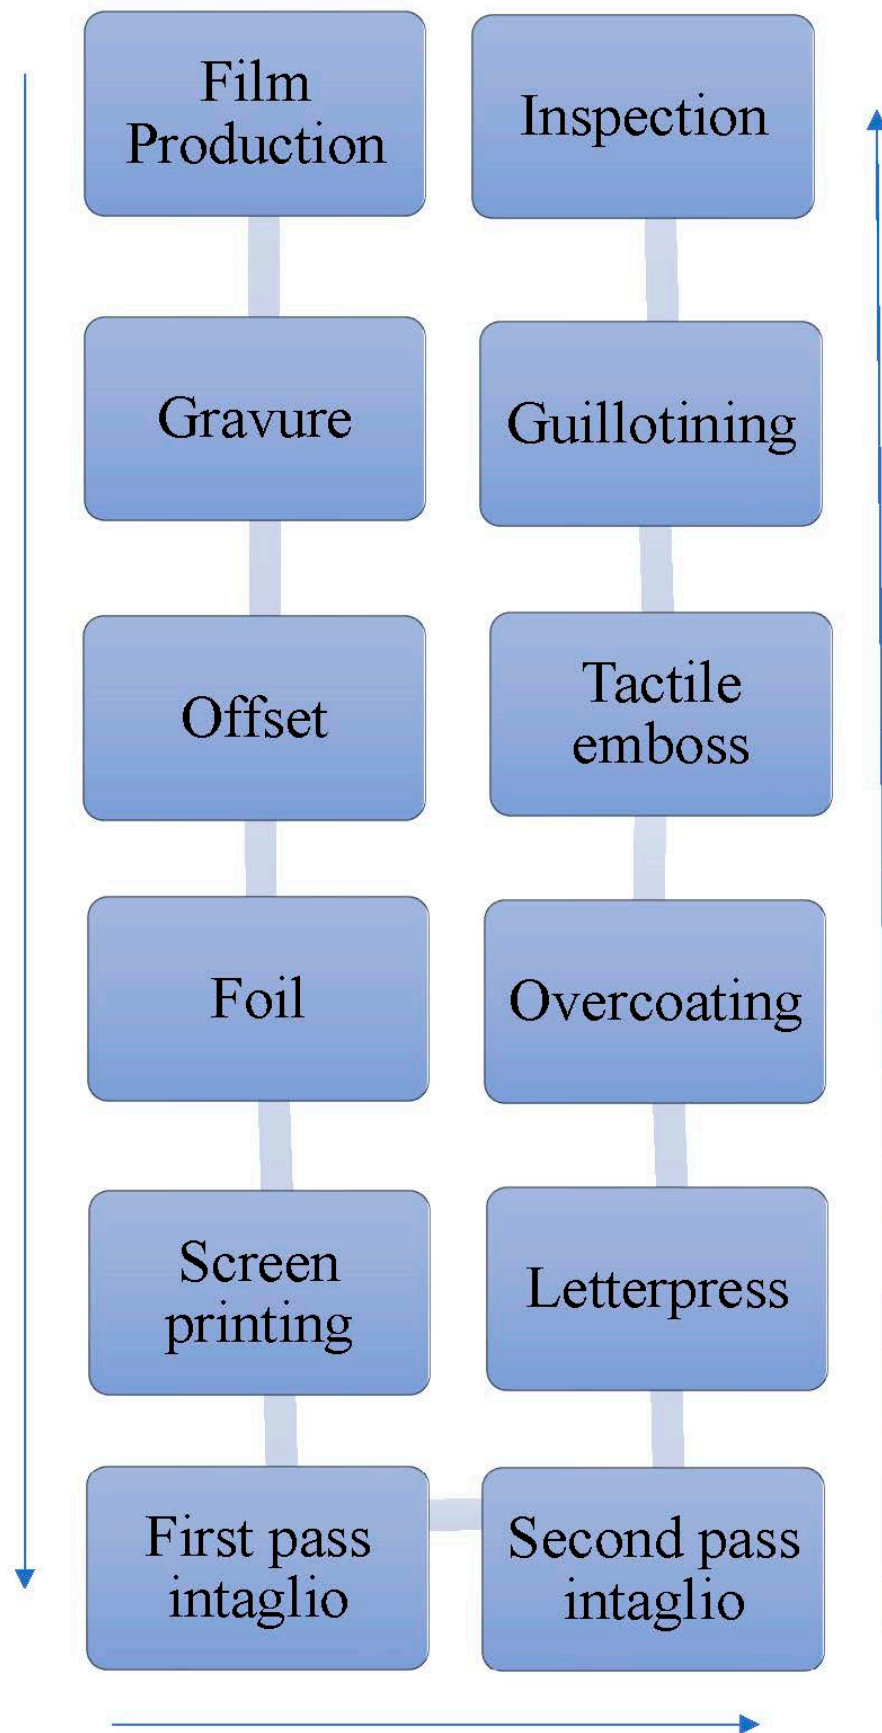 Film
Production
Gravure
Offset
Foil
Screen
printing
First pass
intaglio
Second pass
intaglio
Letterpress
Overcoating
Tactile
emboss
Guillotining
Inspection